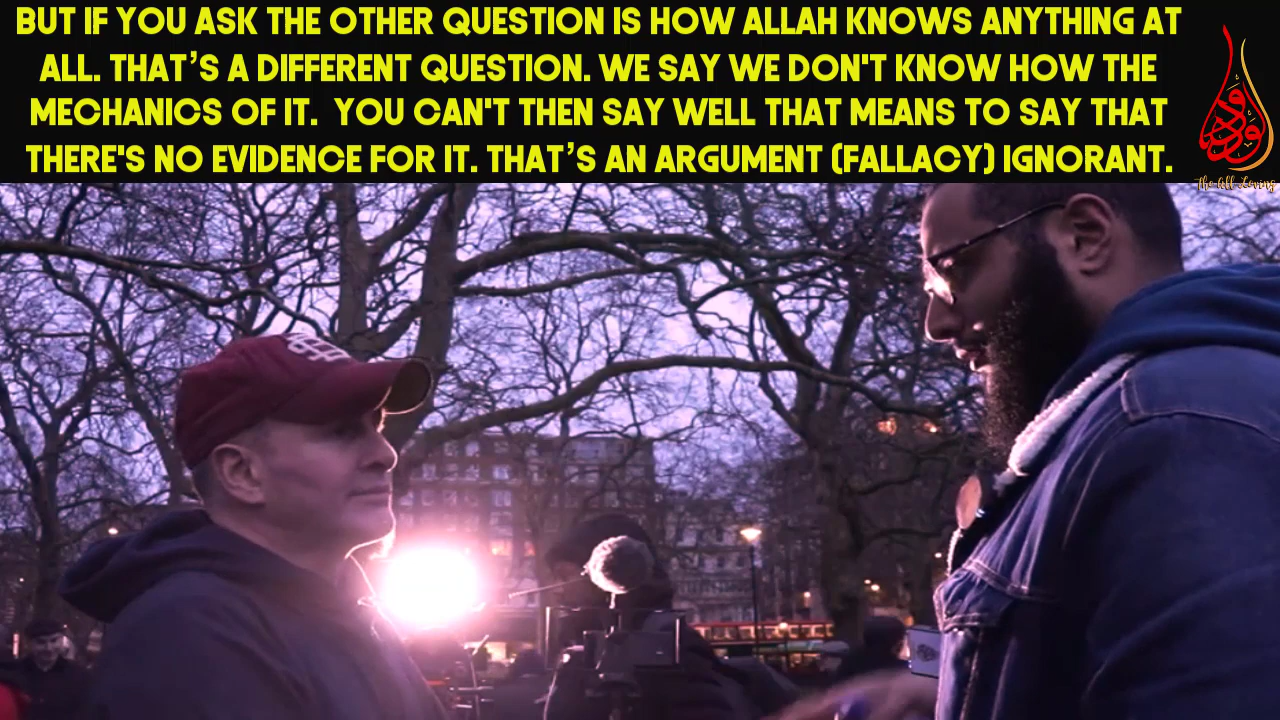 BUT IF YOU ASK THE OTHER QUESTION IS HOW ALLAH KNOWS ANYTHING AT
ALL. THAT’S A DIFFERENT QUESTION. WE SAY WE DON'T KNOW HOW THE
MECHANICS OF IT. YOU CAN'T THEN SAY WELL THAT MEANS TO SAY THAT
THERE'S NO EVIDENCE FOR IT. THAT’S AN ARGUMENT (FALLACY) IGNORANT.
The All Loving